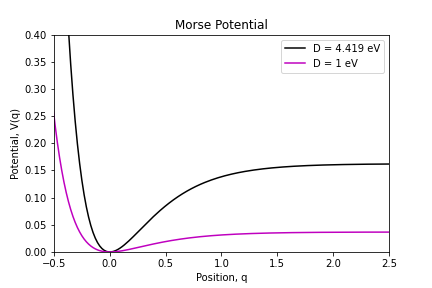 Morse Potential
D = 4.419 eV
D = 1 eV
Potential, V(q)
0.40
0.35
0.30
0.25
0.20
0.15
0.10
0.05
0.00
−0.5 0.0 0.5 1.0 1.5 2.0 2.5
Position, q